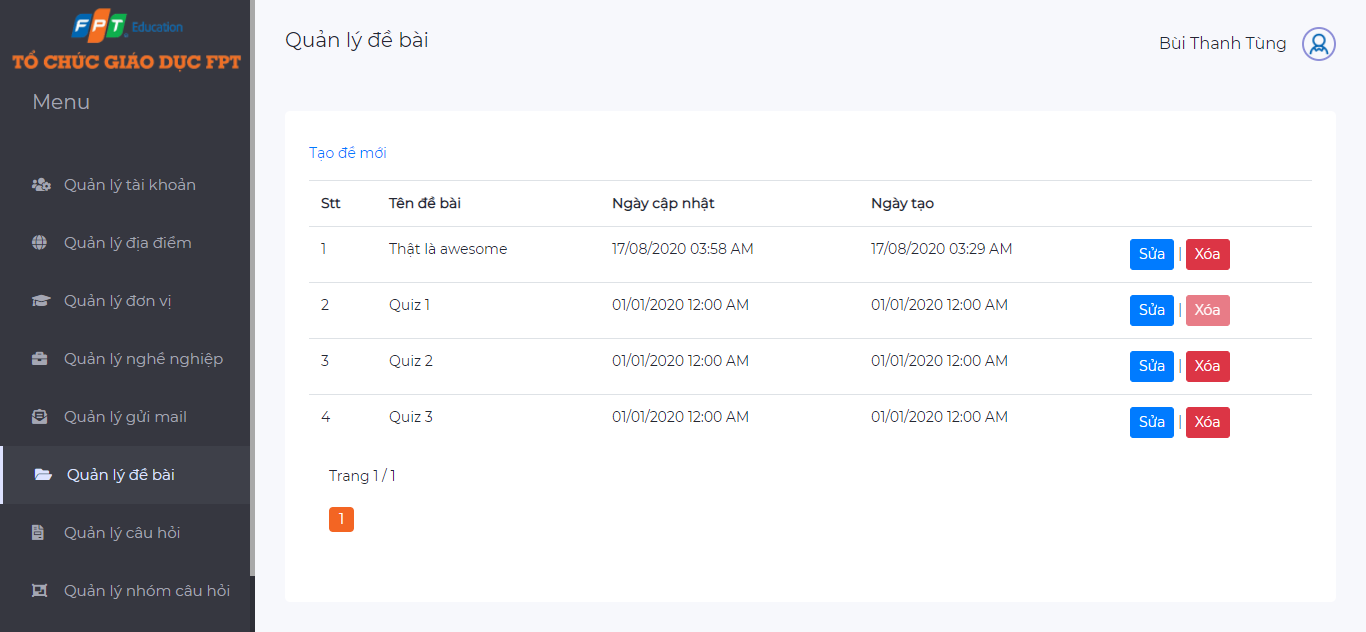 FPT Education
TỔ CHỨC GIÁO DỤC FPT
Menu
Quản lý tài khoản
Quản lý địa điểm
Quản lý đơn vị
Quản lý nghề nghiệp
Quản lý gửi mail
Quản lý đề bài
Quản lý câu hỏi
Quản lý nhóm câu hỏi
Quản lý đề bài
Bùi Thanh Tùng
Tạo đề mới
Stt Tên đề bài Ngày cập nhật Ngày tạo
1 Thật là awesome 17/08/2020 03:58 AM 17/08/2020 03:29 AM Sửa | Xóa
2 Quiz 1 01/01/2020 12:00 AM 01/01/2020 12:00 AM Sửa | Xóa
3 Quiz 2 01/01/2020 12:00 AM 01/01/2020 12:00 AM Sửa | Xóa
4 Quiz 3 01/01/2020 12:00 AM 01/01/2020 12:00 AM Sửa | Xóa
Trang 1 / 1
1